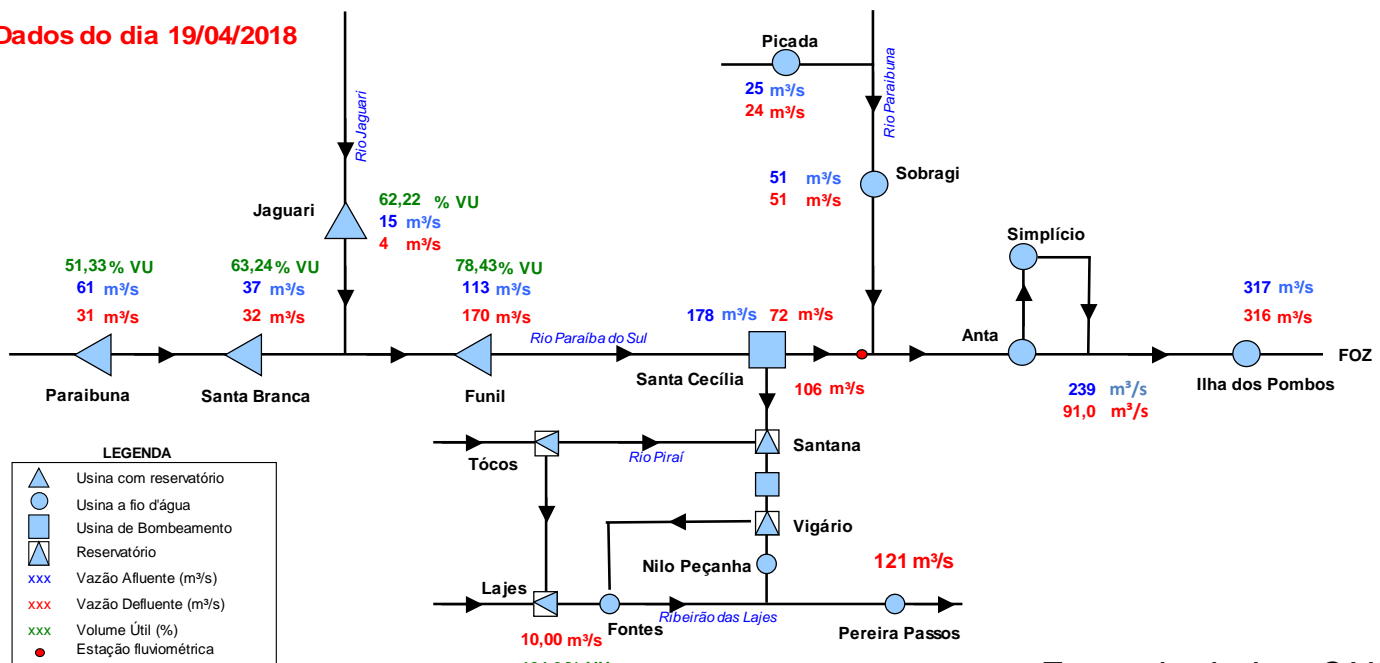 Dados do dia 19/04/2018
Picada
25 m³/s
24 m³/s
Rio Paraibuna
Rio Jaguari
51 m³/s
51 m³/s
Sobragi
Jaguari
62,22 % VU
15 m³/s
4 m³/s
Simplício
51,33% VU
61 m³/s
31 m³/s
63,24% VU
37 m³/s
32 m³/s
78,43% VU
113 m³/s
170 m³/s
Rio Paraíba do Sul
178 m³/s 72 m³/s
317 m³/s
316 m³/s
Anta
FOZ
Paraibuna
Santa Branca
Funil
Santa Cecília
106 m³/s
239 m³/s
91,0 m³/s
Ilha dos Pombos
LEGENDA
Usina com reservatório
Usina a fio d'água
Usina de Bombeamento
Reservatório
xxx Vazão Afluente (m³/s)
xxx Vazão Defluente (m³/s)
xxx Volume Útil (%)
Estação fluviométrica
Tócos
Rio Piraí
Santana
Vigário
Nilo Peçanha
121 m³/s
Lajes
Fontes
Ribeirão das Lajes
Pereira Passos
10,00 m³/s